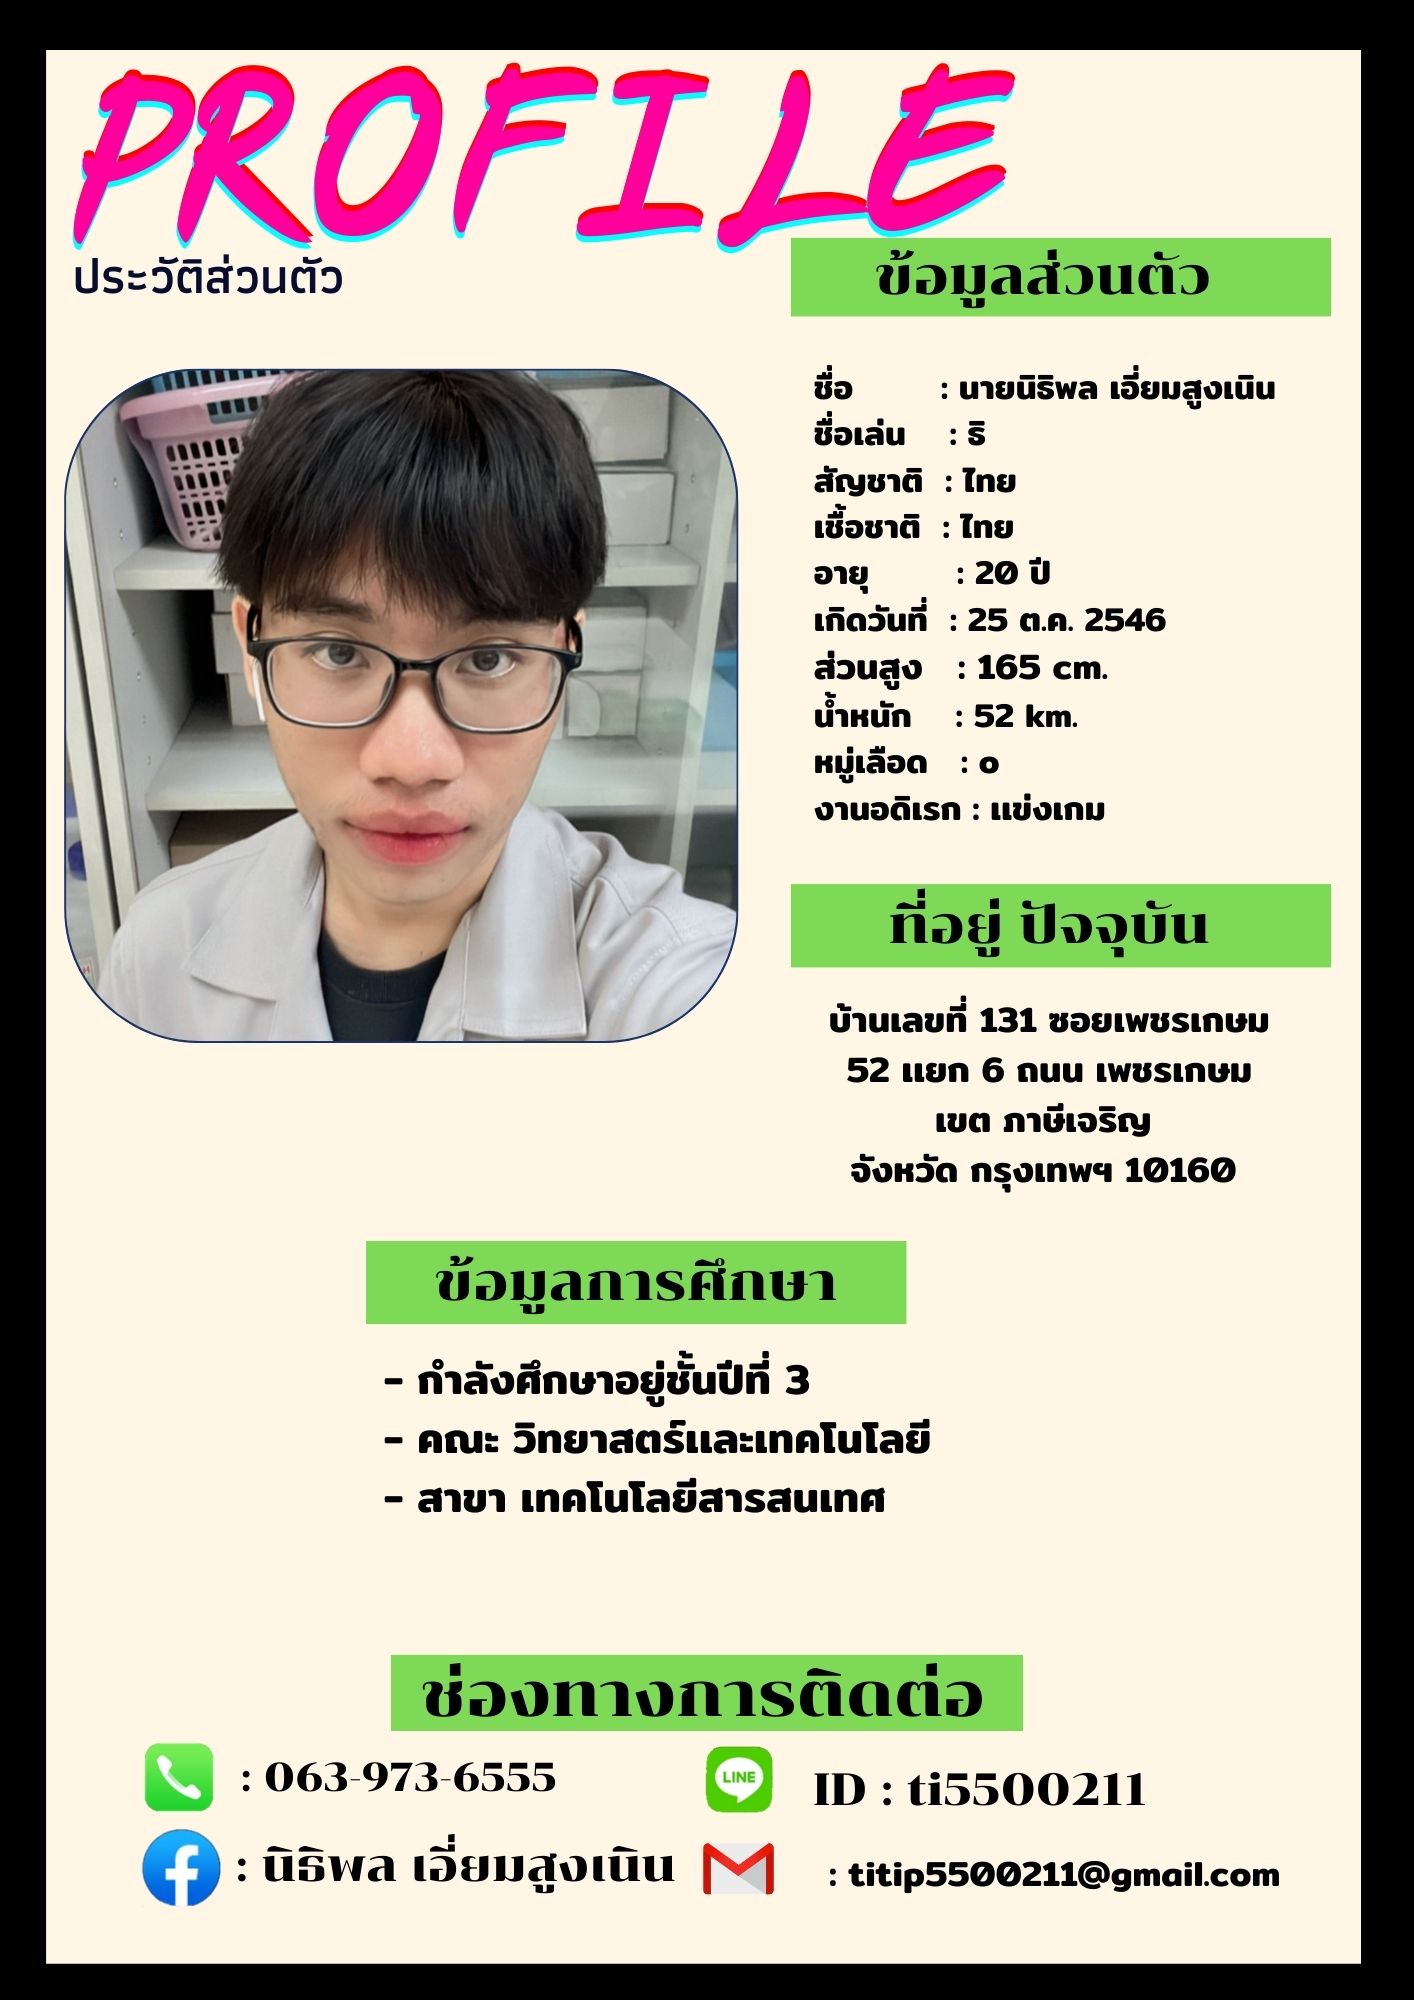 PROFILE
ประวัติส่วนตัว
ข้อมูลส่วนตัว
ชื่อ : นายนิธิพล เอี่ยมสูงเนิน
ชื่อเล่น : ธิ
สัญชาติ : ไทย
เชื้อชาติ : ไทย
อายุ : 20 ปี
เกิดวันที่ : 25 ต.ค. 2546
ส่วนสูง : 165 cm.
น้ำหนัก : 52 km.
หมู่เลือด : o
งานอดิเรก : แข่งเกม
ที่อยู่ ปัจจุบัน
บ้านเลขที่ 131 ซอยเพชรเกษม
52 แยก 6 ถนน เพชรเกษม
เขต ภาษีเจริญ
จังหวัด กรุงเทพฯ 10160
ข้อมูลการศึกษา
- กำลังศึกษาอยู่ชั้นปีที่ 3
- คณะ วิทยาสตร์และเทคโนโลยี
- สาขา เทคโนโลยีสารสนเทศ
ช่องทางการติดต่อ
: 063-973-6555
LINE ID : ti5500211
: นิธิพล เอี่ยมสูงเนิน
: titip5500211@gmail.com